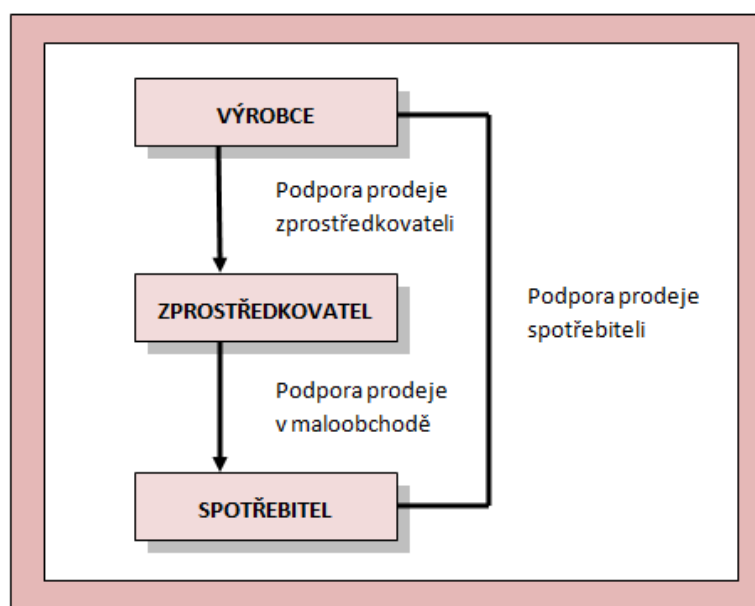 VÝROBCE
Podpora prodeje
zprostředkovateli
ZPROSTŘEDKOVATEL
Podpora prodeje
spotřebiteli
Podpora prodeje
v maloobchodě
SPOTŘEBITEL